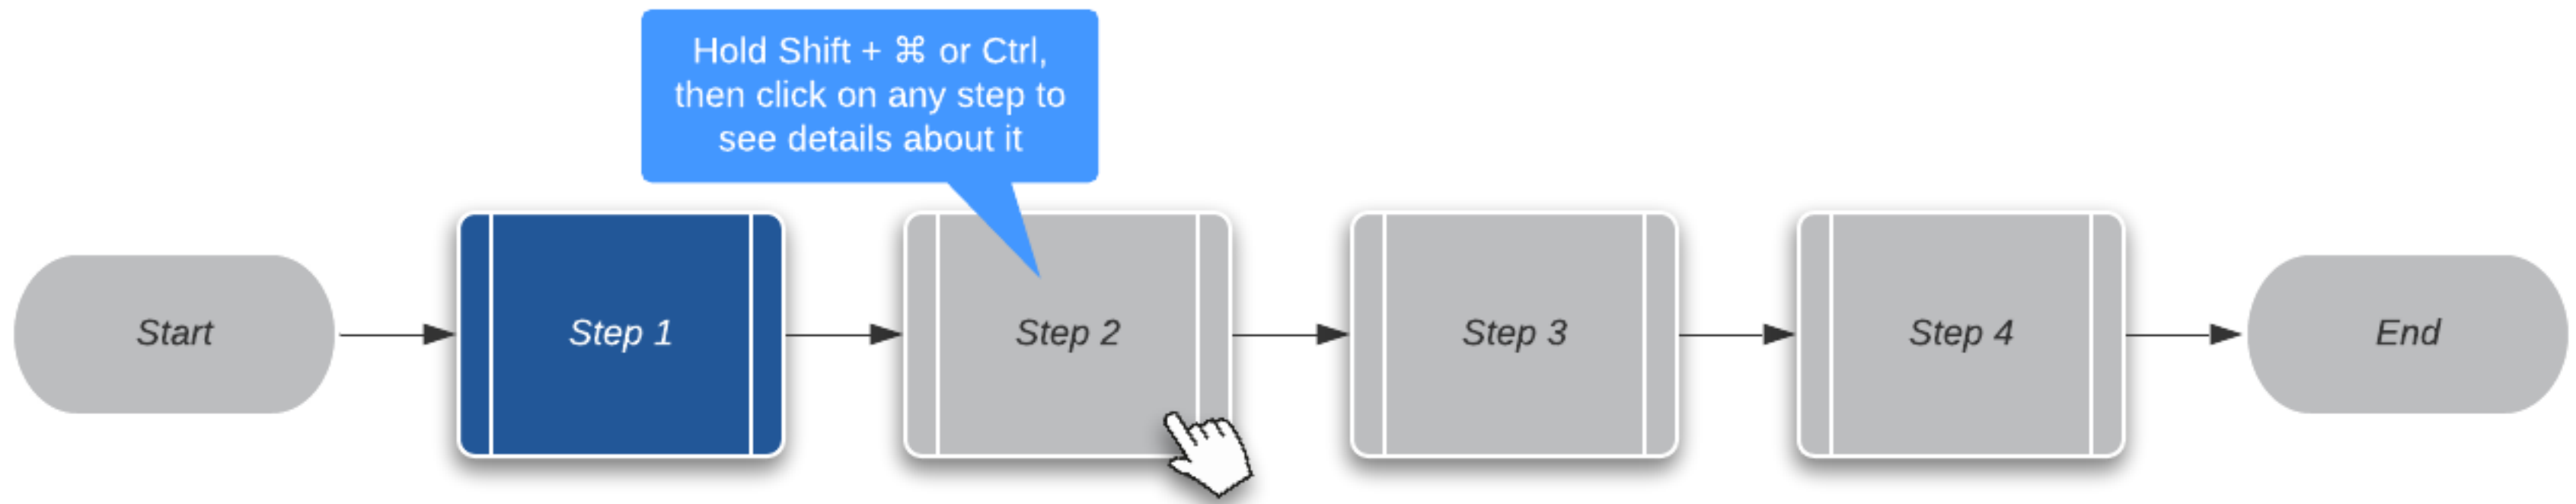 Hold Shift + ⌘ or Ctrl,
then click on any step to
see details about it
Start
Step 1
Step 2
Step 3
Step 4
End